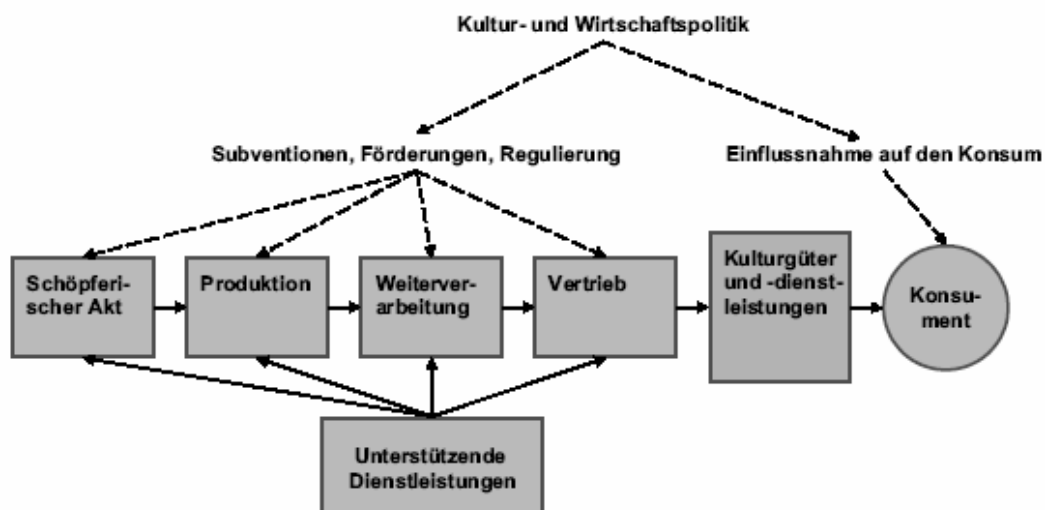 Kultur- und Wirtschaftspolitik
Subventionen, Förderungen, Regulierung
Einflussnahme auf den Konsum
Schöpferi-
scher Akt
Produktion
Weiterver-
arbeitung
Vertrieb
Kulturgüter
und -dienst-
leistungen
Konsu-
ment
Unterstützende
Dienstleistungen